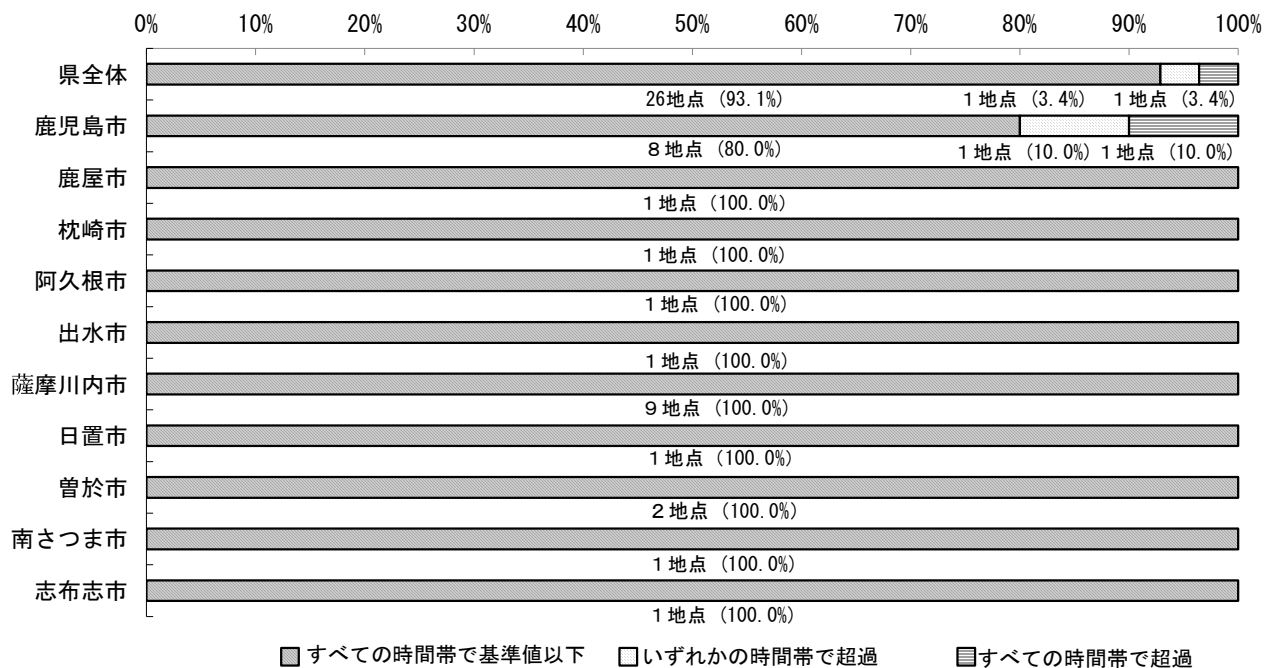 0% 10% 20% 30% 40% 50% 60% 70% 80% 90% 100%
県全体
26地点 (93.1%) 1地点 (3.4%) 1地点 (3.4%)
鹿児島市
8地点 (80.0%) 1地点 (10.0%) 1地点 (10.0%)
鹿屋市
1地点 (100.0%)
枕崎市
1地点 (100.0%)
阿久根市
1地点 (100.0%)
出水市
1地点 (100.0%)
薩摩川内市
9地点 (100.0%)
日置市
1地点 (100.0%)
曽於市
2地点 (100.0%)
南さつま市
1地点 (100.0%)
志布志市
1地点 (100.0%)
すべての時間帯で基準値以下 いずれかの時間帯で超過 すべての時間帯で超過